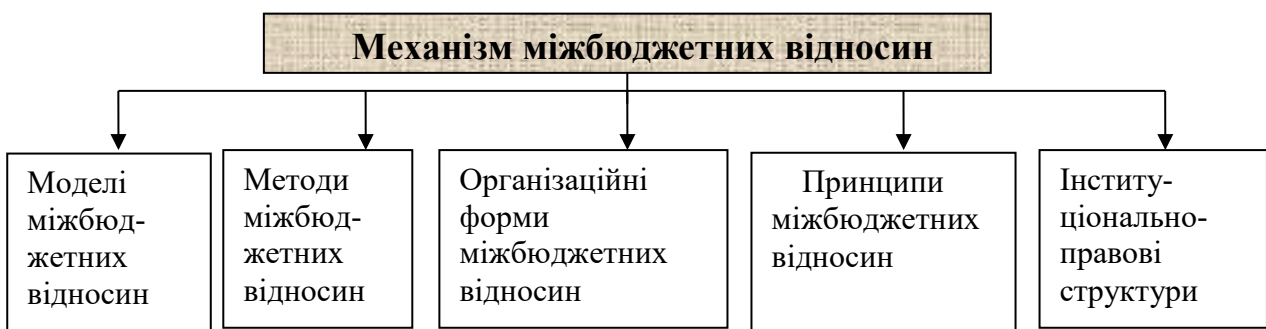 Механізм міжбюджетних відносин
Моделі
міжбюд-
жетних
відносин
Методи
міжбюд-
жетних
відносин
Організаційні
форми
міжбюджетних
відносин
Принципи
міжбюджетних
відносин
Інститу-
ціонально-
правові
структури